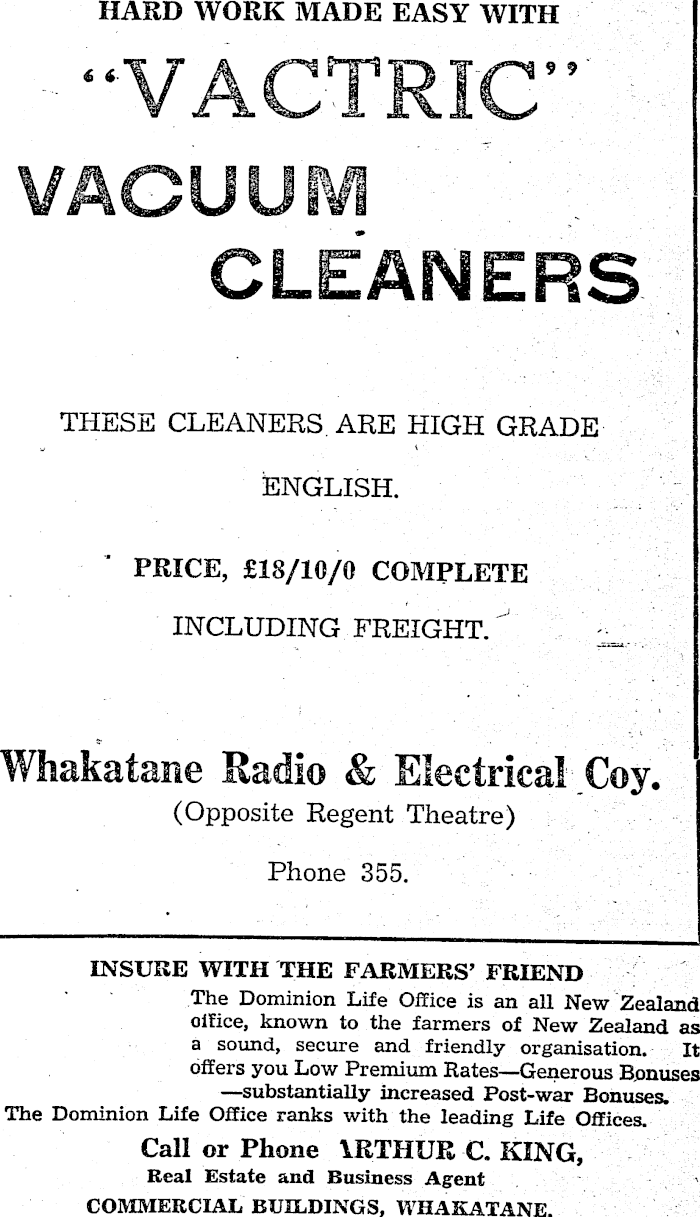 HARD WORK MADE EASY WITH
"VACTRIC"
VACUUM
CLEANERS
THESE CLEANERS ARE HIGH GRADE
ENGLISH.
PRICE, £18/10/0 COMPLETE
INCLUDING FREIGHT.
Whakatane Radio & Electrical Coy.
(Opposite Regent Theatre)
Phone 355.
INSURE WITH THE FARMERS' FRIEND
The Dominion Life Office is an all New Zealand
office, known to the farmers of New Zealand as
a sound, secure and friendly organisation. It
offers you Low Premium Rates—Generous Bonuses
—substantially increased Post-war Bonuses.
The Dominion Life Office ranks with the leading Life Offices.
Call or Phone ARTHUR C. KING,
Real Estate and Business Agent
COMMERCIAL BUILDINGS, WHAKATANE.